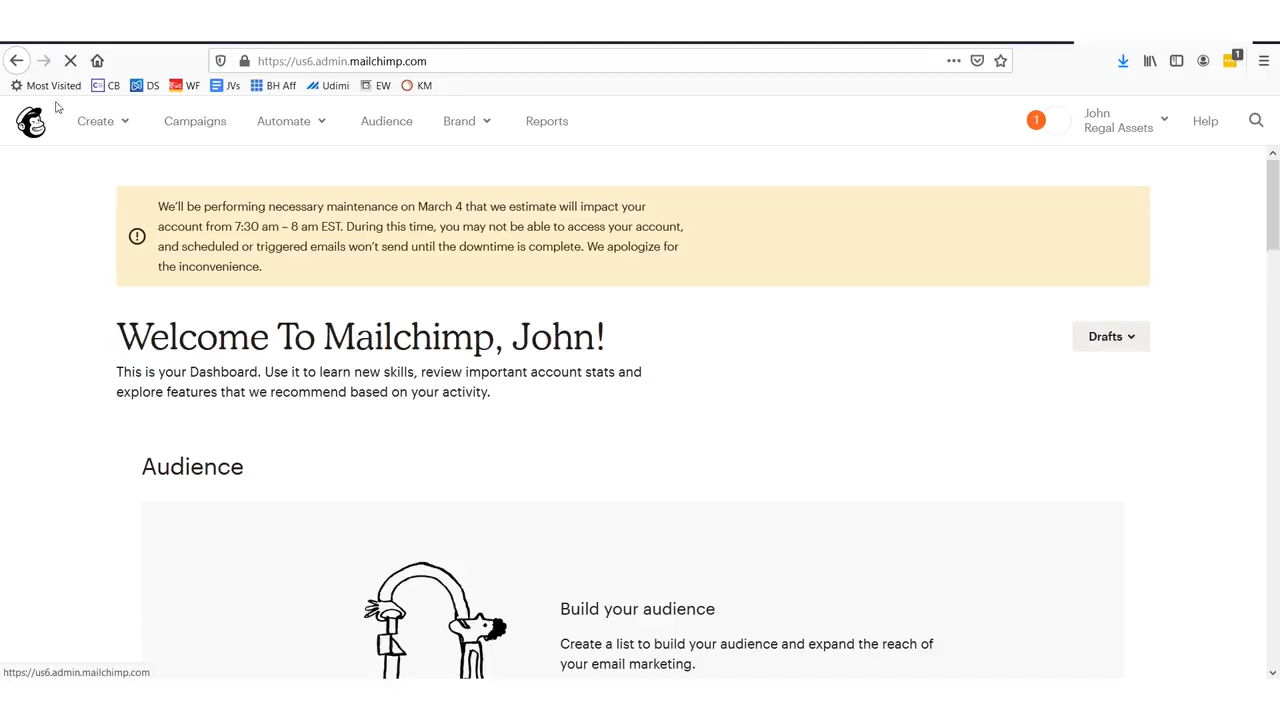 https://us6.admin.mailchimp.com
1
Most Visited CB DS WF JVs BH Aff Udimi EW KM
Create Campaigns Automate Audience Brand Reports
1
John
Regal Assets
Help
We'll be performing necessary maintenance on March 4 that we estimate will impact your
account from 7:30 am – 8 am EST. During this time, you may not be able to access your account,
and scheduled or triggered emails won't send until the downtime is complete. We apologize for
the inconvenience.
Welcome To Mailchimp, John!
Drafts
This is your Dashboard. Use it to learn new skills, review important account stats and
explore features that we recommend based on your activity.
Audience
Build your audience
Create a list to build your audience and expand the reach of
your email marketing.
https://us6.admin.mailchimp.com